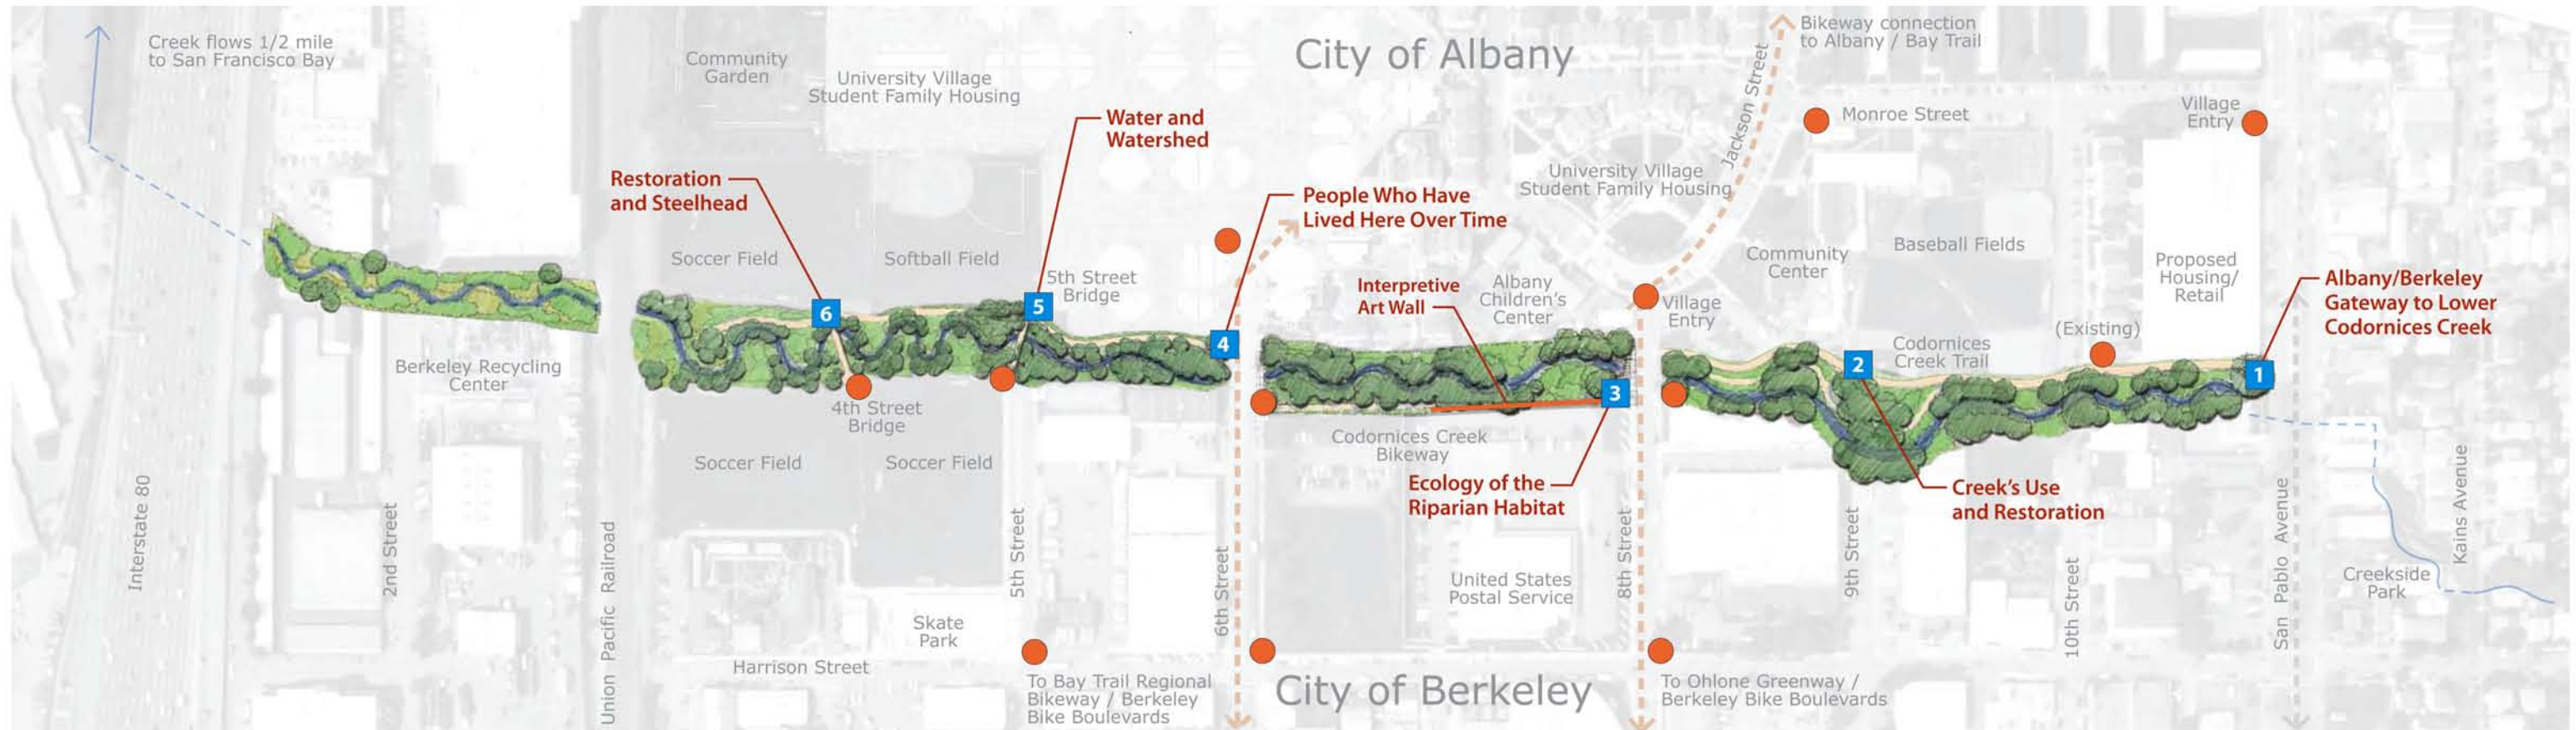 Creek flows 1/2 mile
to San Francisco Bay
Community
Garden
University Village
Student Family Housing
City of Albany
Bikeway connection
to Albany / Bay Trail
Jackson Street
Monroe Street
Village
Entry
Water and
Watershed
Restoration
and Steelhead
People Who Have
Lived Here Over Time
University Village
Student Family Housing
Soccer Field
Softball Field
5th Street
Bridge
Interpretive
Art Wall
Albany
Children's
Center
Village
Entry
Community
Center
Baseball Fields
Proposed
Housing/
Retail
Albany/Berkeley
Gateway to Lower
Codornices Creek
(Existing)
Codornices
Creek Trail
6
5
4
3
2
1
Berkeley Recycling
Center
4th Street
Bridge
Soccer Field
Soccer Field
Codornices Creek
Bikeway
Ecology of the
Riparian Habitat
Creek's Use
and Restoration
United States
Postal Service
Creekside
Park
Skate
Park
Harrison Street
Interstate 80
2nd Street
Union Pacific Railroad
5th Street
6th Street
8th Street
9th Street
10th Street
San Pablo Avenue
Kains Avenue
To Bay Trail Regional
Bikeway / Berkeley
Bike Boulevards
City of Berkeley
To Ohlone Greenway /
Berkeley Bike Boulevards